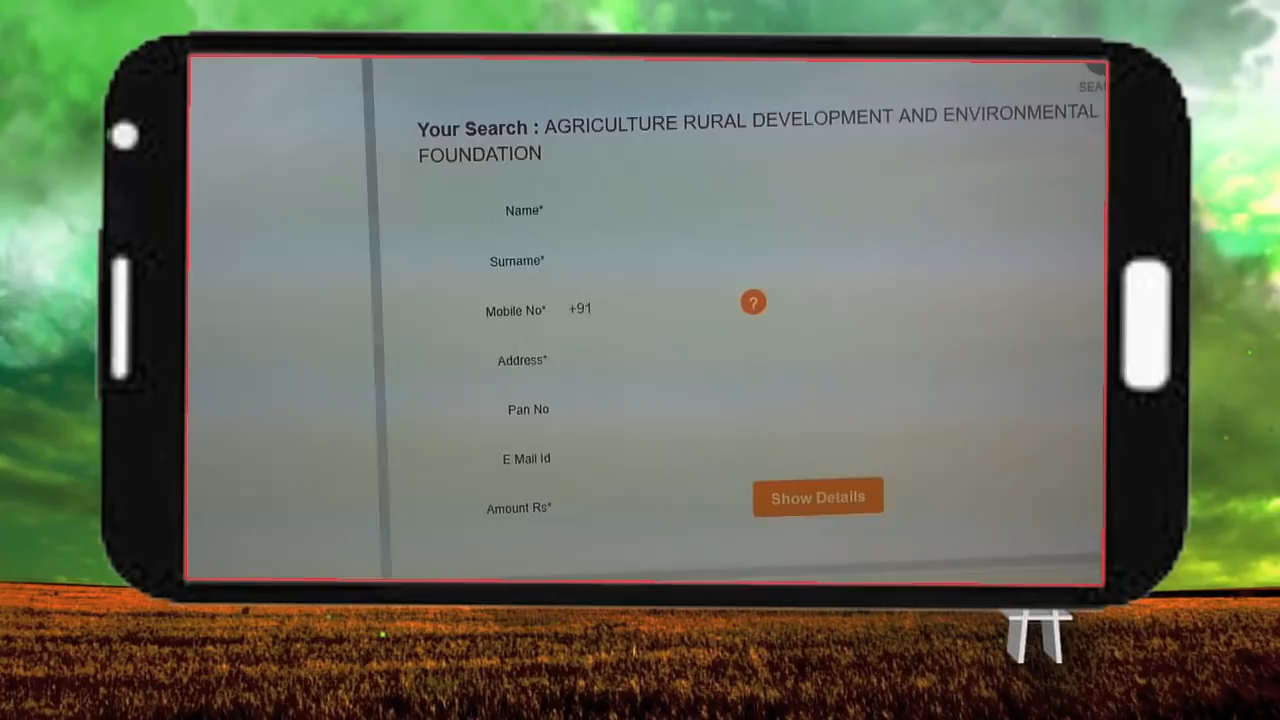 SEA
Your Search : AGRICULTURE RURAL DEVELOPMENT AND ENVIRONMENTAL
FOUNDATION
Name*
Surname*
Mobile No* +91 ?
Address*
Pan No
E Mail Id
Amount Rs*
Show Details